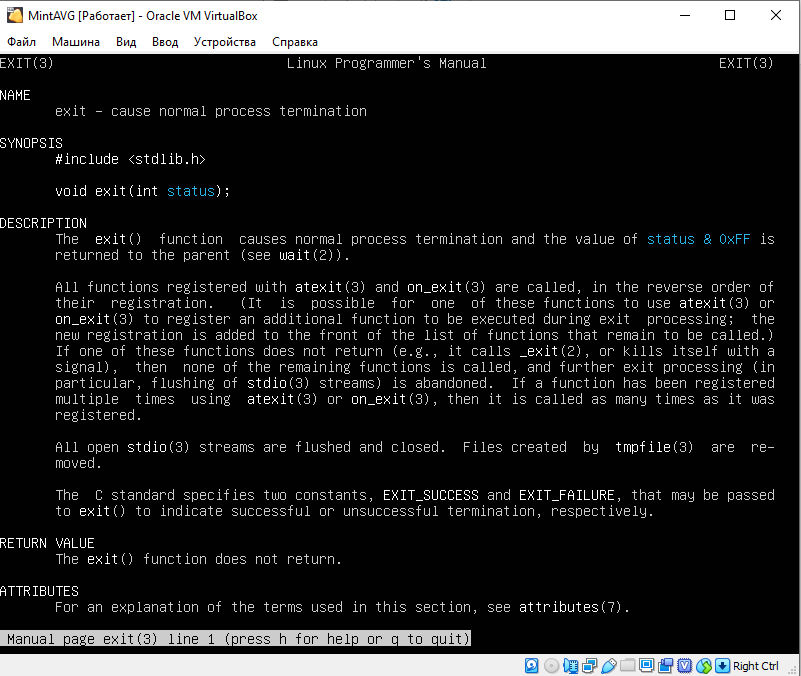 MintAVG [Работает] - Oracle VM VirtualBox
Файл Машина Вид Ввод Устройства Справка
EXIT(3) Linux Programmer's Manual EXIT(3)
NAME
exit - cause normal process termination
SYNOPSIS
#include <stdlib.h>
void exit(int status);
DESCRIPTION
The exit() function causes normal process termination and the value of status & 0xFF is
returned to the parent (see wait(2)).
All functions registered with atexit(3) and on_exit(3) are called, in the reverse order of
their registration. (It is possible for one of these functions to use atexit(3) or
on_exit(3) to register an additional function to be executed during exit processing; the
new registration is added to the front of the list of functions that remain to be called.)
If one of these functions does not return (e.g., it calls _exit(2), or kills itself with a
signal), then none of the remaining functions is called, and further exit processing (in
particular, flushing of stdio(3) streams) is abandoned. If a function has been registered
multiple times using atexit(3) or on_exit(3), then it is called as many times as it was
registered.
All open stdio(3) streams are flushed and closed. Files created by tmpfile(3) are re-
moved.
The C standard specifies two constants, EXIT_SUCCESS and EXIT_FAILURE, that may be passed
to exit() to indicate successful or unsuccessful termination, respectively.
RETURN VALUE
The exit() function does not return.
ATTRIBUTES
For an explanation of the terms used in this section, see attributes(7).
Manual page exit(3) line 1 (press h for help or q to quit)
Right Ctrl